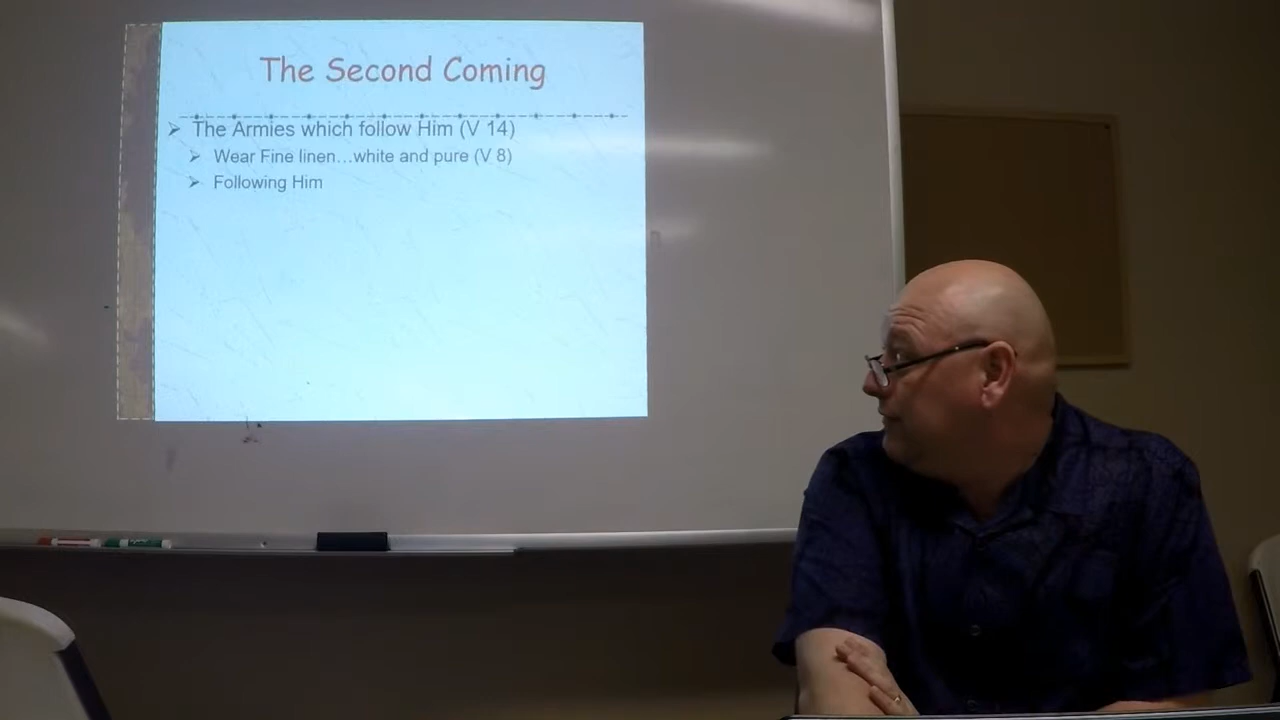 The Second Coming
The Armies which follow Him (V 14)
Wear Fine linen…white and pure (V 8)
Following Him